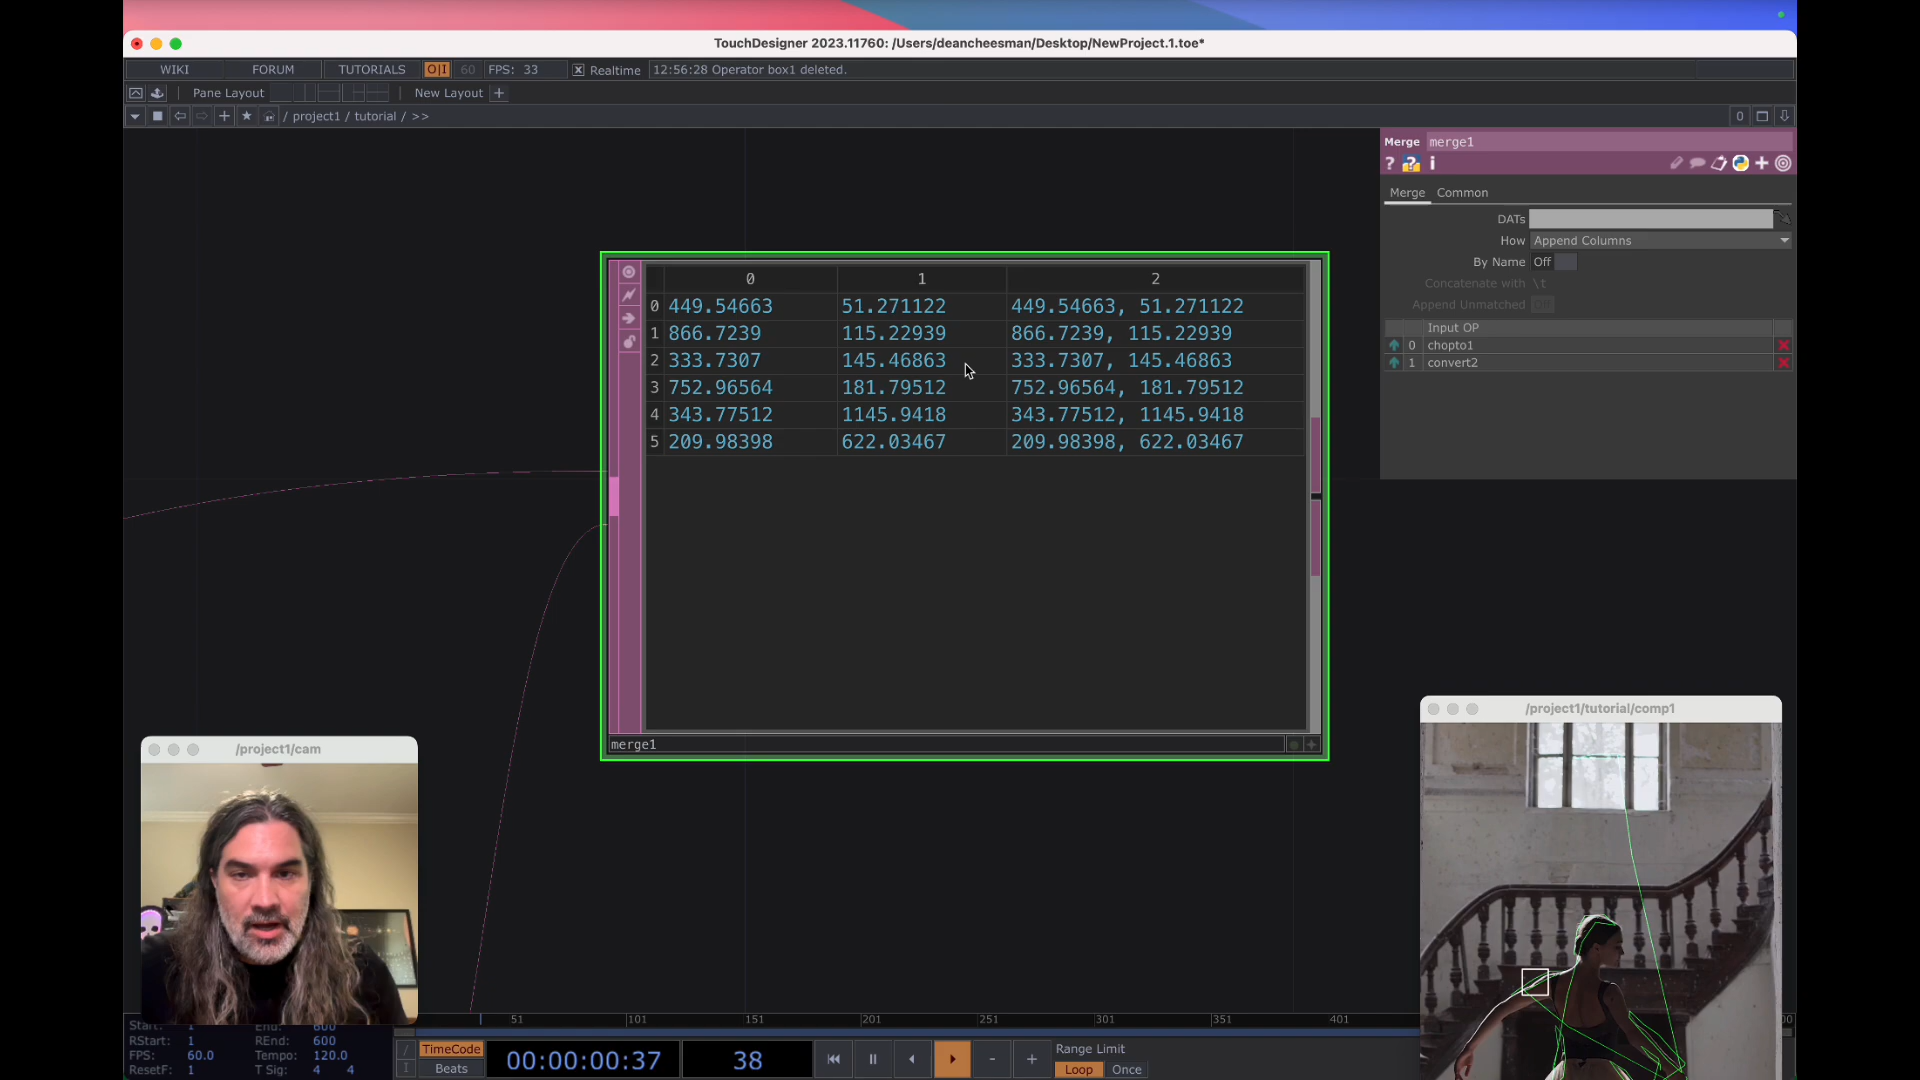 TouchDesigner 2023.11760: /Users/deancheesman/Desktop/NewProject.1.toe*
WIKI FORUM TUTORIALS O|I 60 FPS: 33 Realtime 12:56:28 Operator box1 deleted.
Pane Layout New Layout +
/ project1 / tutorial / >> 0
Merge merge1
? ? i
Merge Common
DATs
How Append Columns
By Name Off
Concatenate with \t
Append Unmatched
Input OP
0 chopto1
1 convert2
0 1 2
0 449.54663 51.271122 449.54663, 51.271122
1 866.7239 115.22939 866.7239, 115.22939
2 333.7307 145.46863 333.7307, 145.46863
3 752.96564 181.79512 752.96564, 181.79512
4 343.77512 1145.9418 343.77512, 1145.9418
5 209.98398 622.03467 209.98398, 622.03467
merge1
/project1/cam
/project1/tutorial/comp1
51 101 151 201 251 301 351 401
Start: 1 End: 600
RStart: 1 REnd: 600
FPS: 60.0 Tempo: 120.0
ResetF: 1 T Sig: 4 4
TimeCode
Beats
00:00:00:37
38
- +
Range Limit
Loop Once